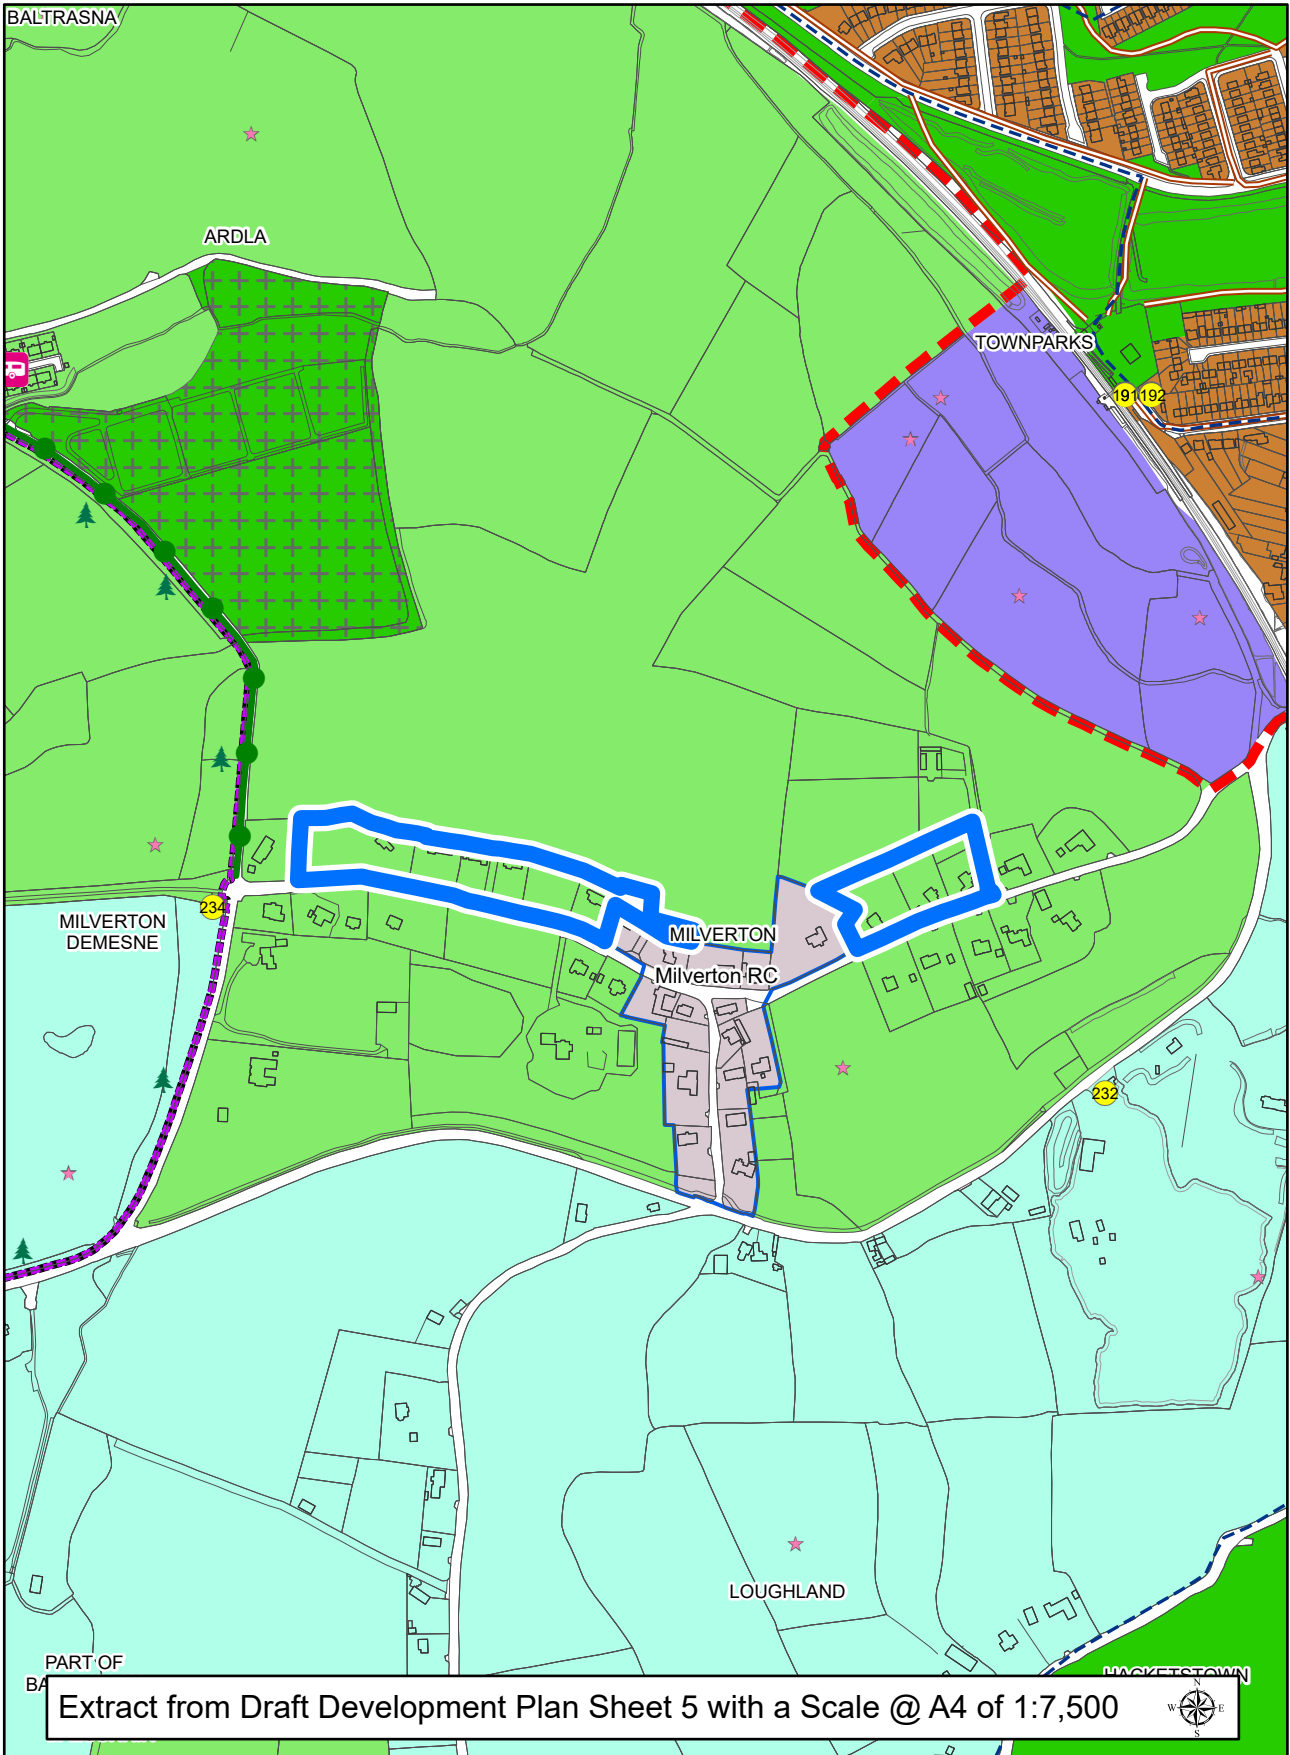 BALTRASNA
ARDLA
TOWNPARKS
191
192
234
MILVERTON
DEMESNE
MILVERTON
Milverton RC
232
LOUGHLAND
PART OF
HACKETSTOWN
Extract from Draft Development Plan Sheet 5 with a Scale @ A4 of 1:7,500
N
W
E
S